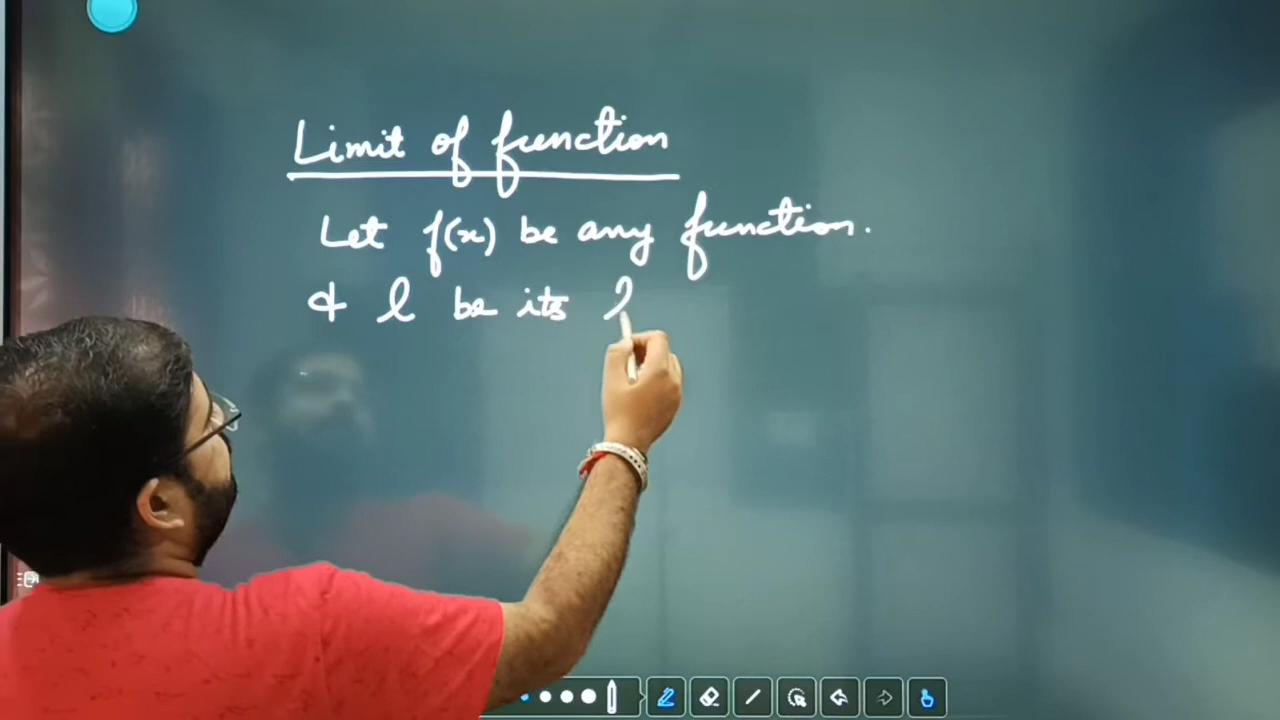 Limit of function
Let f(x) be any function.
& l be its